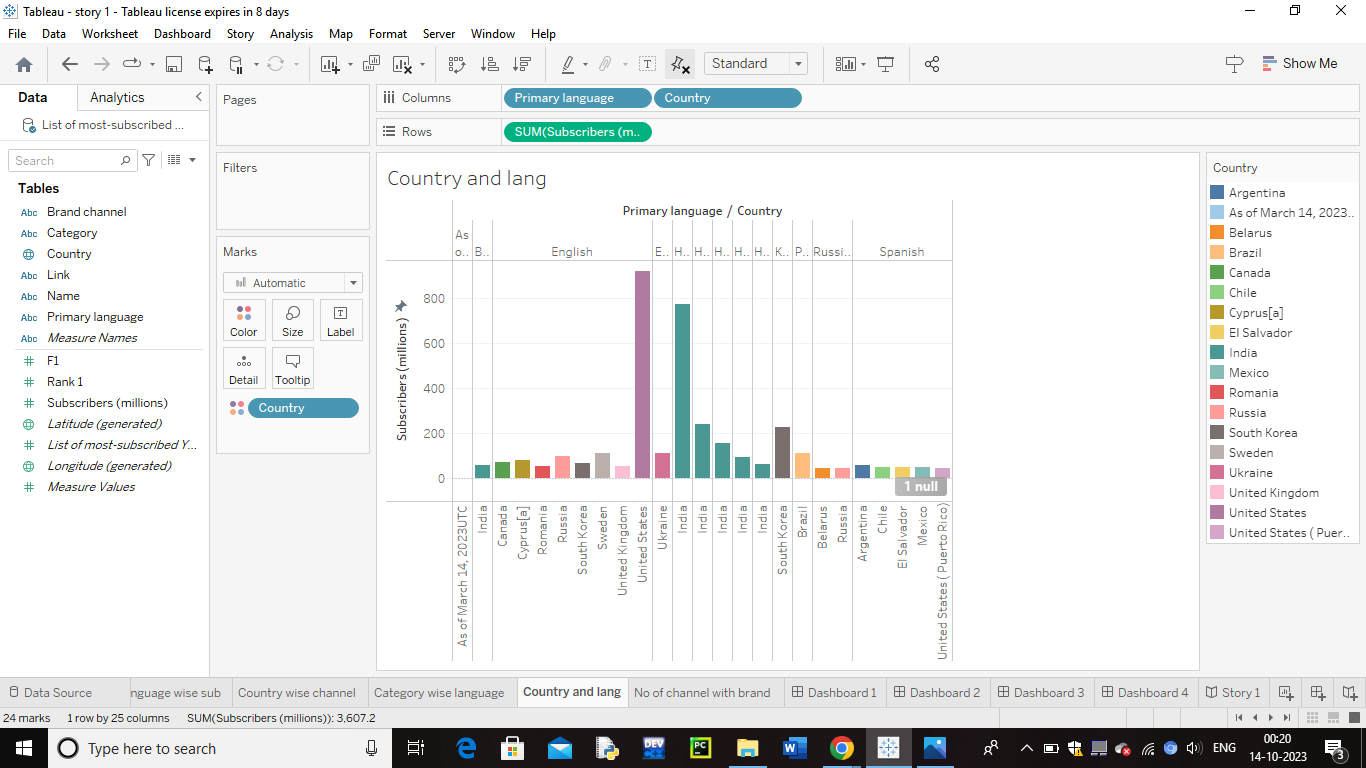 Tableau - story 1 - Tableau license expires in 8 days
File Data Worksheet Dashboard Story Analysis Map Format Server Window Help
Standard
Show Me
Data Analytics
List of most-subscribed ...
Search
Tables
Abc Brand channel
Abc Category
Country
Abc Link
Abc Name
Abc Primary language
Abc Measure Names
F1
Rank 1
Subscribers (millions)
Latitude (generated)
List of most-subscribed Y...
Longitude (generated)
Measure Values
Pages
Filters
Marks
Automatic
Color Size Label
Detail Tooltip
Country
Columns Primary language Country
Rows SUM(Subscribers (m..
Country and lang
Primary language / Country
As o.. B.. English E.. H.. H.. H.. H.. H.. K.. P.. Russi.. Spanish
Subscribers (millions)
800
600
400
200
0
1 null
As of March 14, 2023UTC
India
Canada
Cyprus[a]
Romania
Russia
South Korea
Sweden
United Kingdom
United States
Ukraine
India
India
India
India
India
South Korea
Brazil
Belarus
Russia
Argentina
Chile
El Salvador
Mexico
United States ( Puerto Rico)
Country
Argentina
As of March 14, 2023..
Belarus
Brazil
Canada
Chile
Cyprus[a]
El Salvador
India
Mexico
Romania
Russia
South Korea
Sweden
Ukraine
United Kingdom
United States
United States ( Puer..
Data Source nguage wise sub Country wise channel Category wise language Country and lang No of channel with brand Dashboard 1 Dashboard 2 Dashboard 3 Dashboard 4 Story 1
24 marks 1 row by 25 columns SUM(Subscribers (millions)): 3,607.2
Type here to search
DEV
PC
W
ENG
00:20
14-10-2023
3